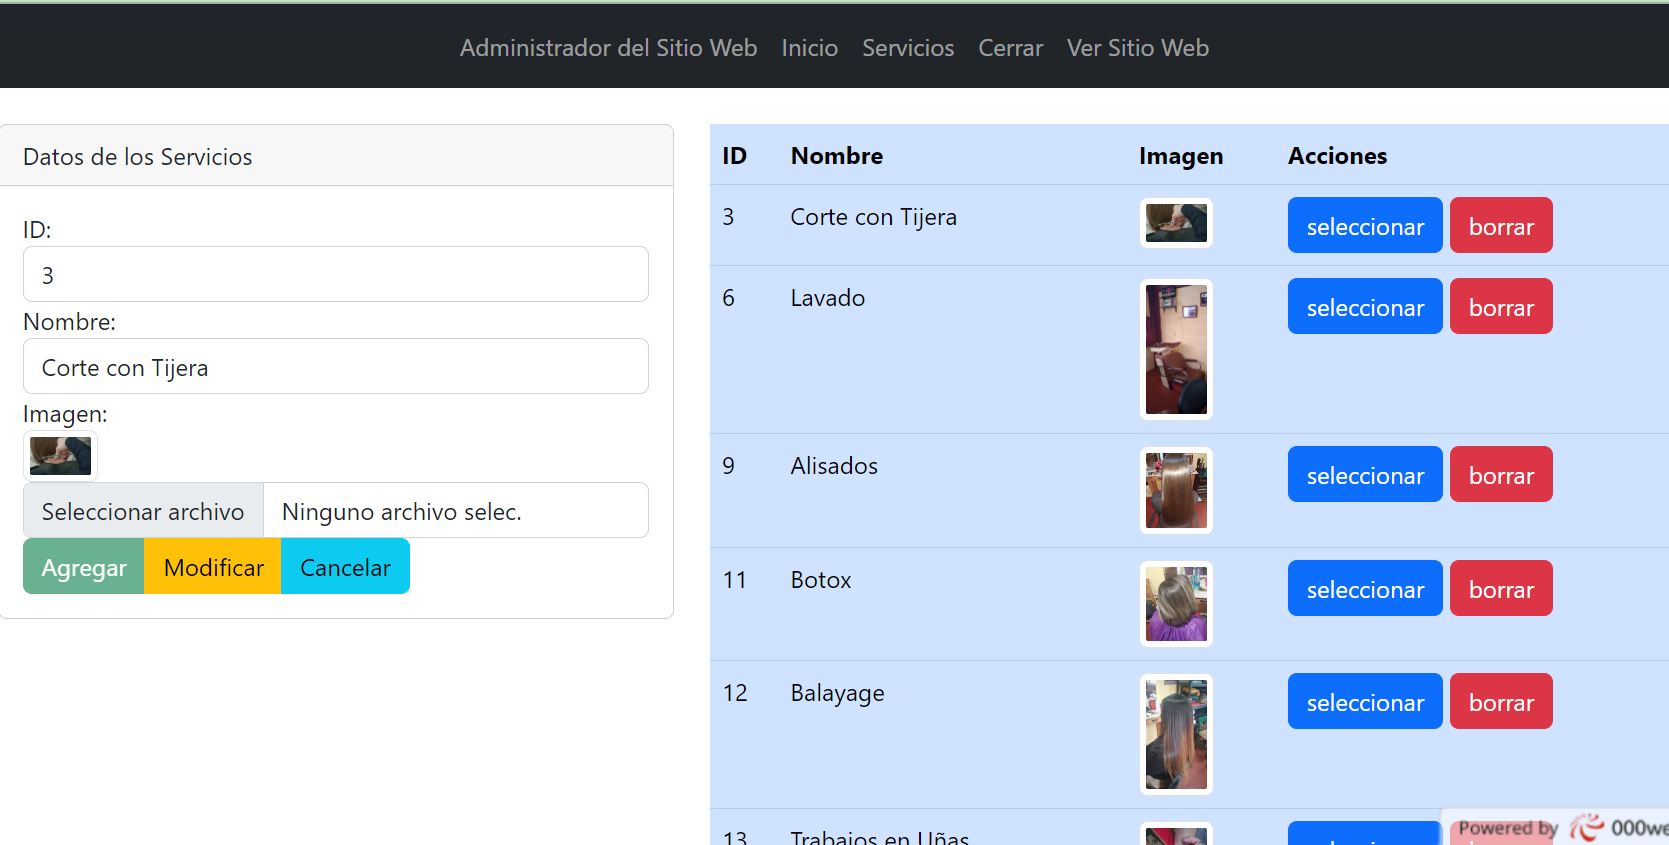 Administrador del Sitio Web Inicio Servicios Cerrar Ver Sitio Web
Datos de los Servicios
ID:
3
Nombre:
Corte con Tijera
Imagen:
Seleccionar archivo Ninguno archivo selec.
Agregar Modificar Cancelar
ID Nombre Imagen Acciones
3 Corte con Tijera seleccionar borrar
6 Lavado seleccionar borrar
9 Alisados seleccionar borrar
11 Botox seleccionar borrar
12 Balayage seleccionar borrar
13 Trabajos en Uñas
Powered by 000we